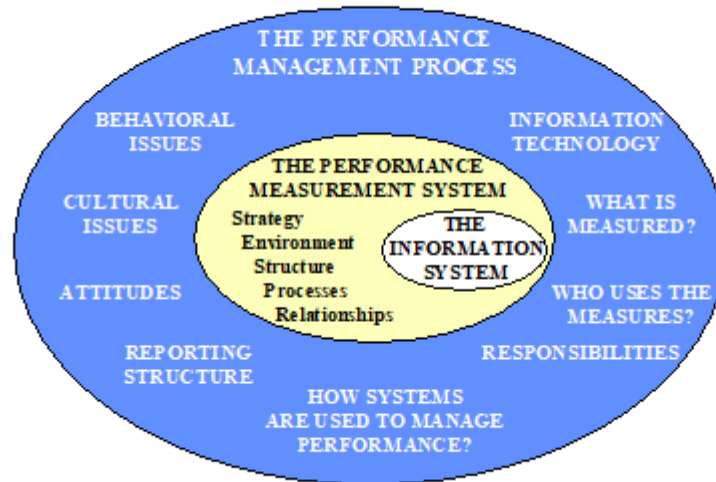 THE PERFORMANCE
MANAGEMENT PROCESS
BEHAVIORAL
ISSUES
INFORMATION
TECHNOLOGY
THE PERFORMANCE
MEASUREMENT SYSTEM
CULTURAL
ISSUES
Strategy
Environment
Structure
Processes
Relationships
THE
INFORMATION
SYSTEM
WHAT IS
MEASURED?
ATTITUDES
WHO USES THE
MEASURES?
REPORTING
STRUCTURE
RESPONSIBILITIES
HOW SYSTEMS
ARE USED TO MANAGE
PERFORMANCE?